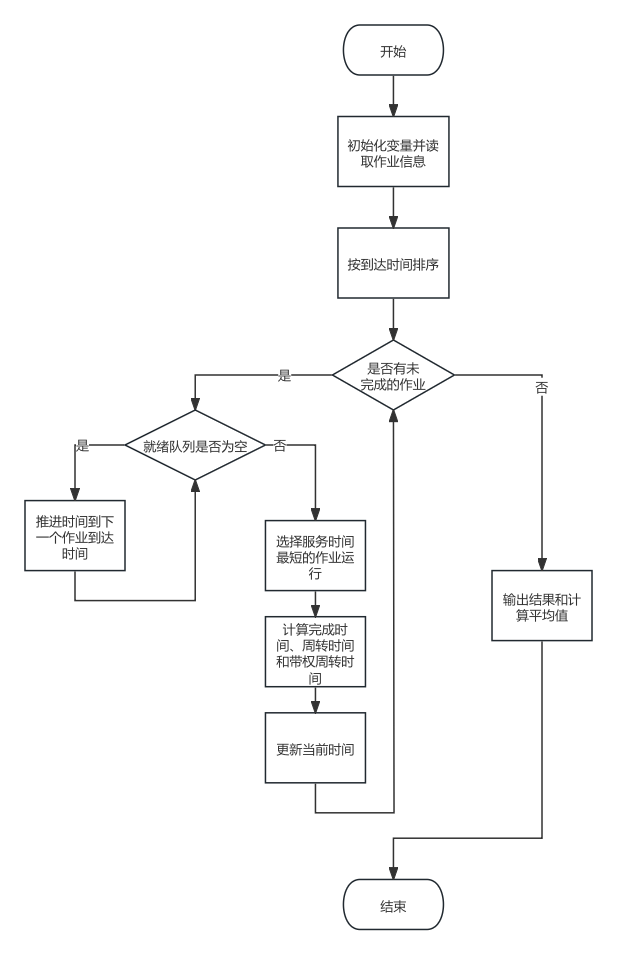 开始
初始化变量并读
取作业信息
按到达时间排序
是否有未
完成的作业
是
否
就绪队列是否为空
是
否
推进时间到下
一个作业到达
时间
选择服务时间
最短的作业运
行
计算完成时
间、周转时间
和带权周转时
间
更新当前时间
输出结果和计
算平均值
结束